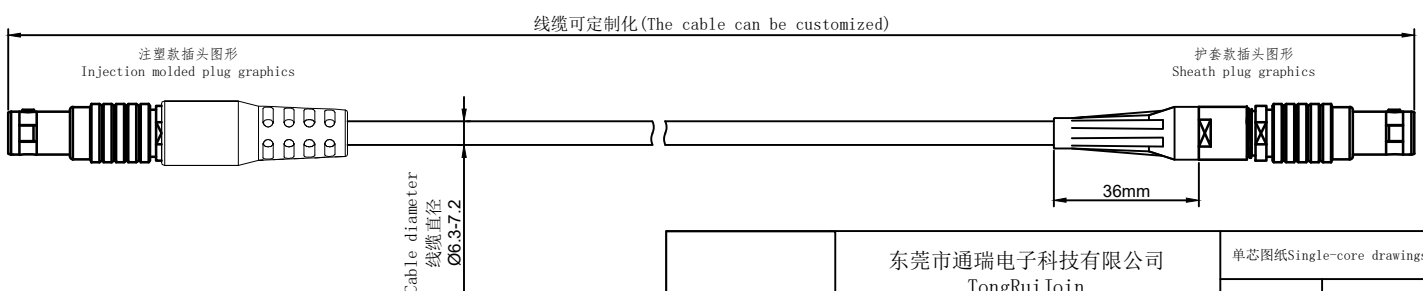 线缆可定制化(The cable can be customized)
注塑款插头图形
Injection molded plug graphics
护套款插头图形
Sheath plug graphics
36mm
Cable diameter
线缆直径
Ø6.3-7.2
东莞市通瑞电子科技有限公司
TongRuiJoin
单芯图纸Single-core drawings